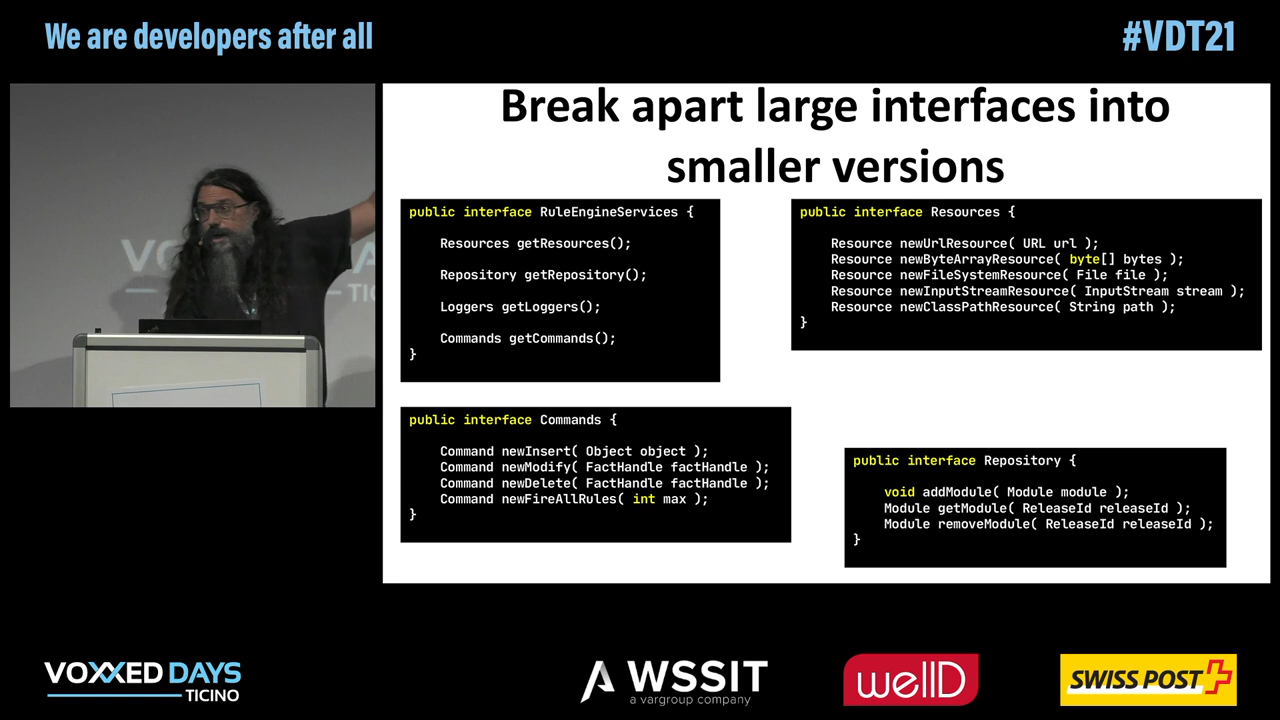 We are developers after all
#VDT21
Break apart large interfaces into
smaller versions
public interface RuleEngineServices {
Resources getResources();
Repository getRepository();
Loggers getLoggers();
Commands getCommands();
}
public interface Resources {
Resource newUrlResource( URL url );
Resource newByteArrayResource( byte[] bytes );
Resource newFileSystemResource( File file );
Resource newInputStreamResource( InputStream stream );
Resource newClassPathResource( String path );
}
public interface Commands {
Command newInsert( Object object );
Command newModify( FactHandle factHandle );
Command newDelete( FactHandle factHandle );
Command newFireAllRules( int max );
}
public interface Repository {
void addModule( Module module );
Module getModule( ReleaseId releaseId );
Module removeModule( ReleaseId releaseId );
}
VOXXED DAYS
TICINO
WSSIT
a vargroup company
wellD
SWISS POST